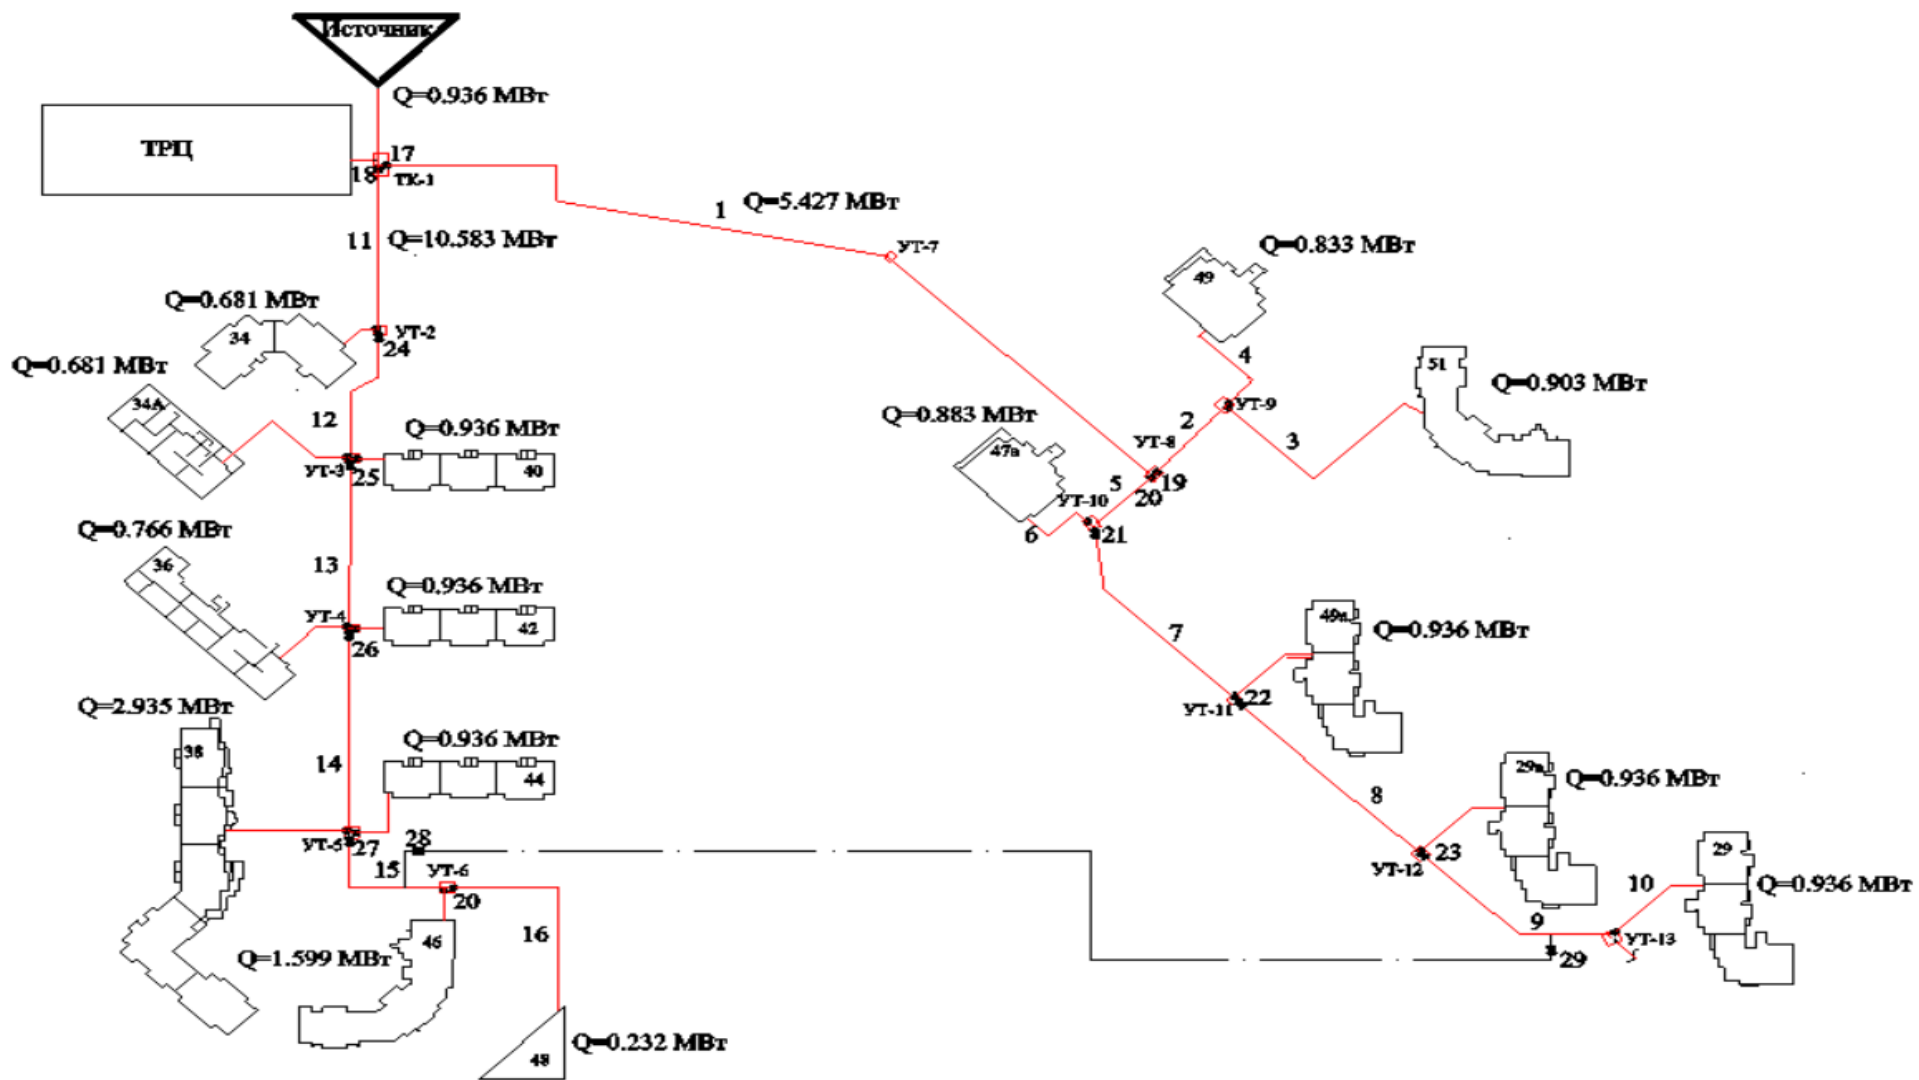 Источник
Q=0.936 МВт
ТРЦ
17
18
ТК-1
1
Q=5.427 МВт
11
Q=10.583 МВт
УТ-7
Q=0.833 МВт
49
Q=0.681 МВт
34
УТ-2
24
4
51
Q=0.903 МВт
Q=0.681 МВт
34А
12
Q=0.936 МВт
40
УТ-3
25
Q=0.883 МВт
47а
2
УТ-9
3
УТ-8
19
5
20
УТ-10
6
21
Q=0.766 МВт
36
13
Q=0.936 МВт
42
УТ-4
26
7
49а
Q=0.936 МВт
УТ-11
22
Q=2.935 МВт
38
14
Q=0.936 МВт
44
8
29а
Q=0.936 МВт
УТ-5
27
28
15
УТ-6
20
УТ-12
23
29
Q=0.936 МВт
10
9
УТ-13
29
16
46
Q=1.599 МВт
48
Q=0.232 МВт